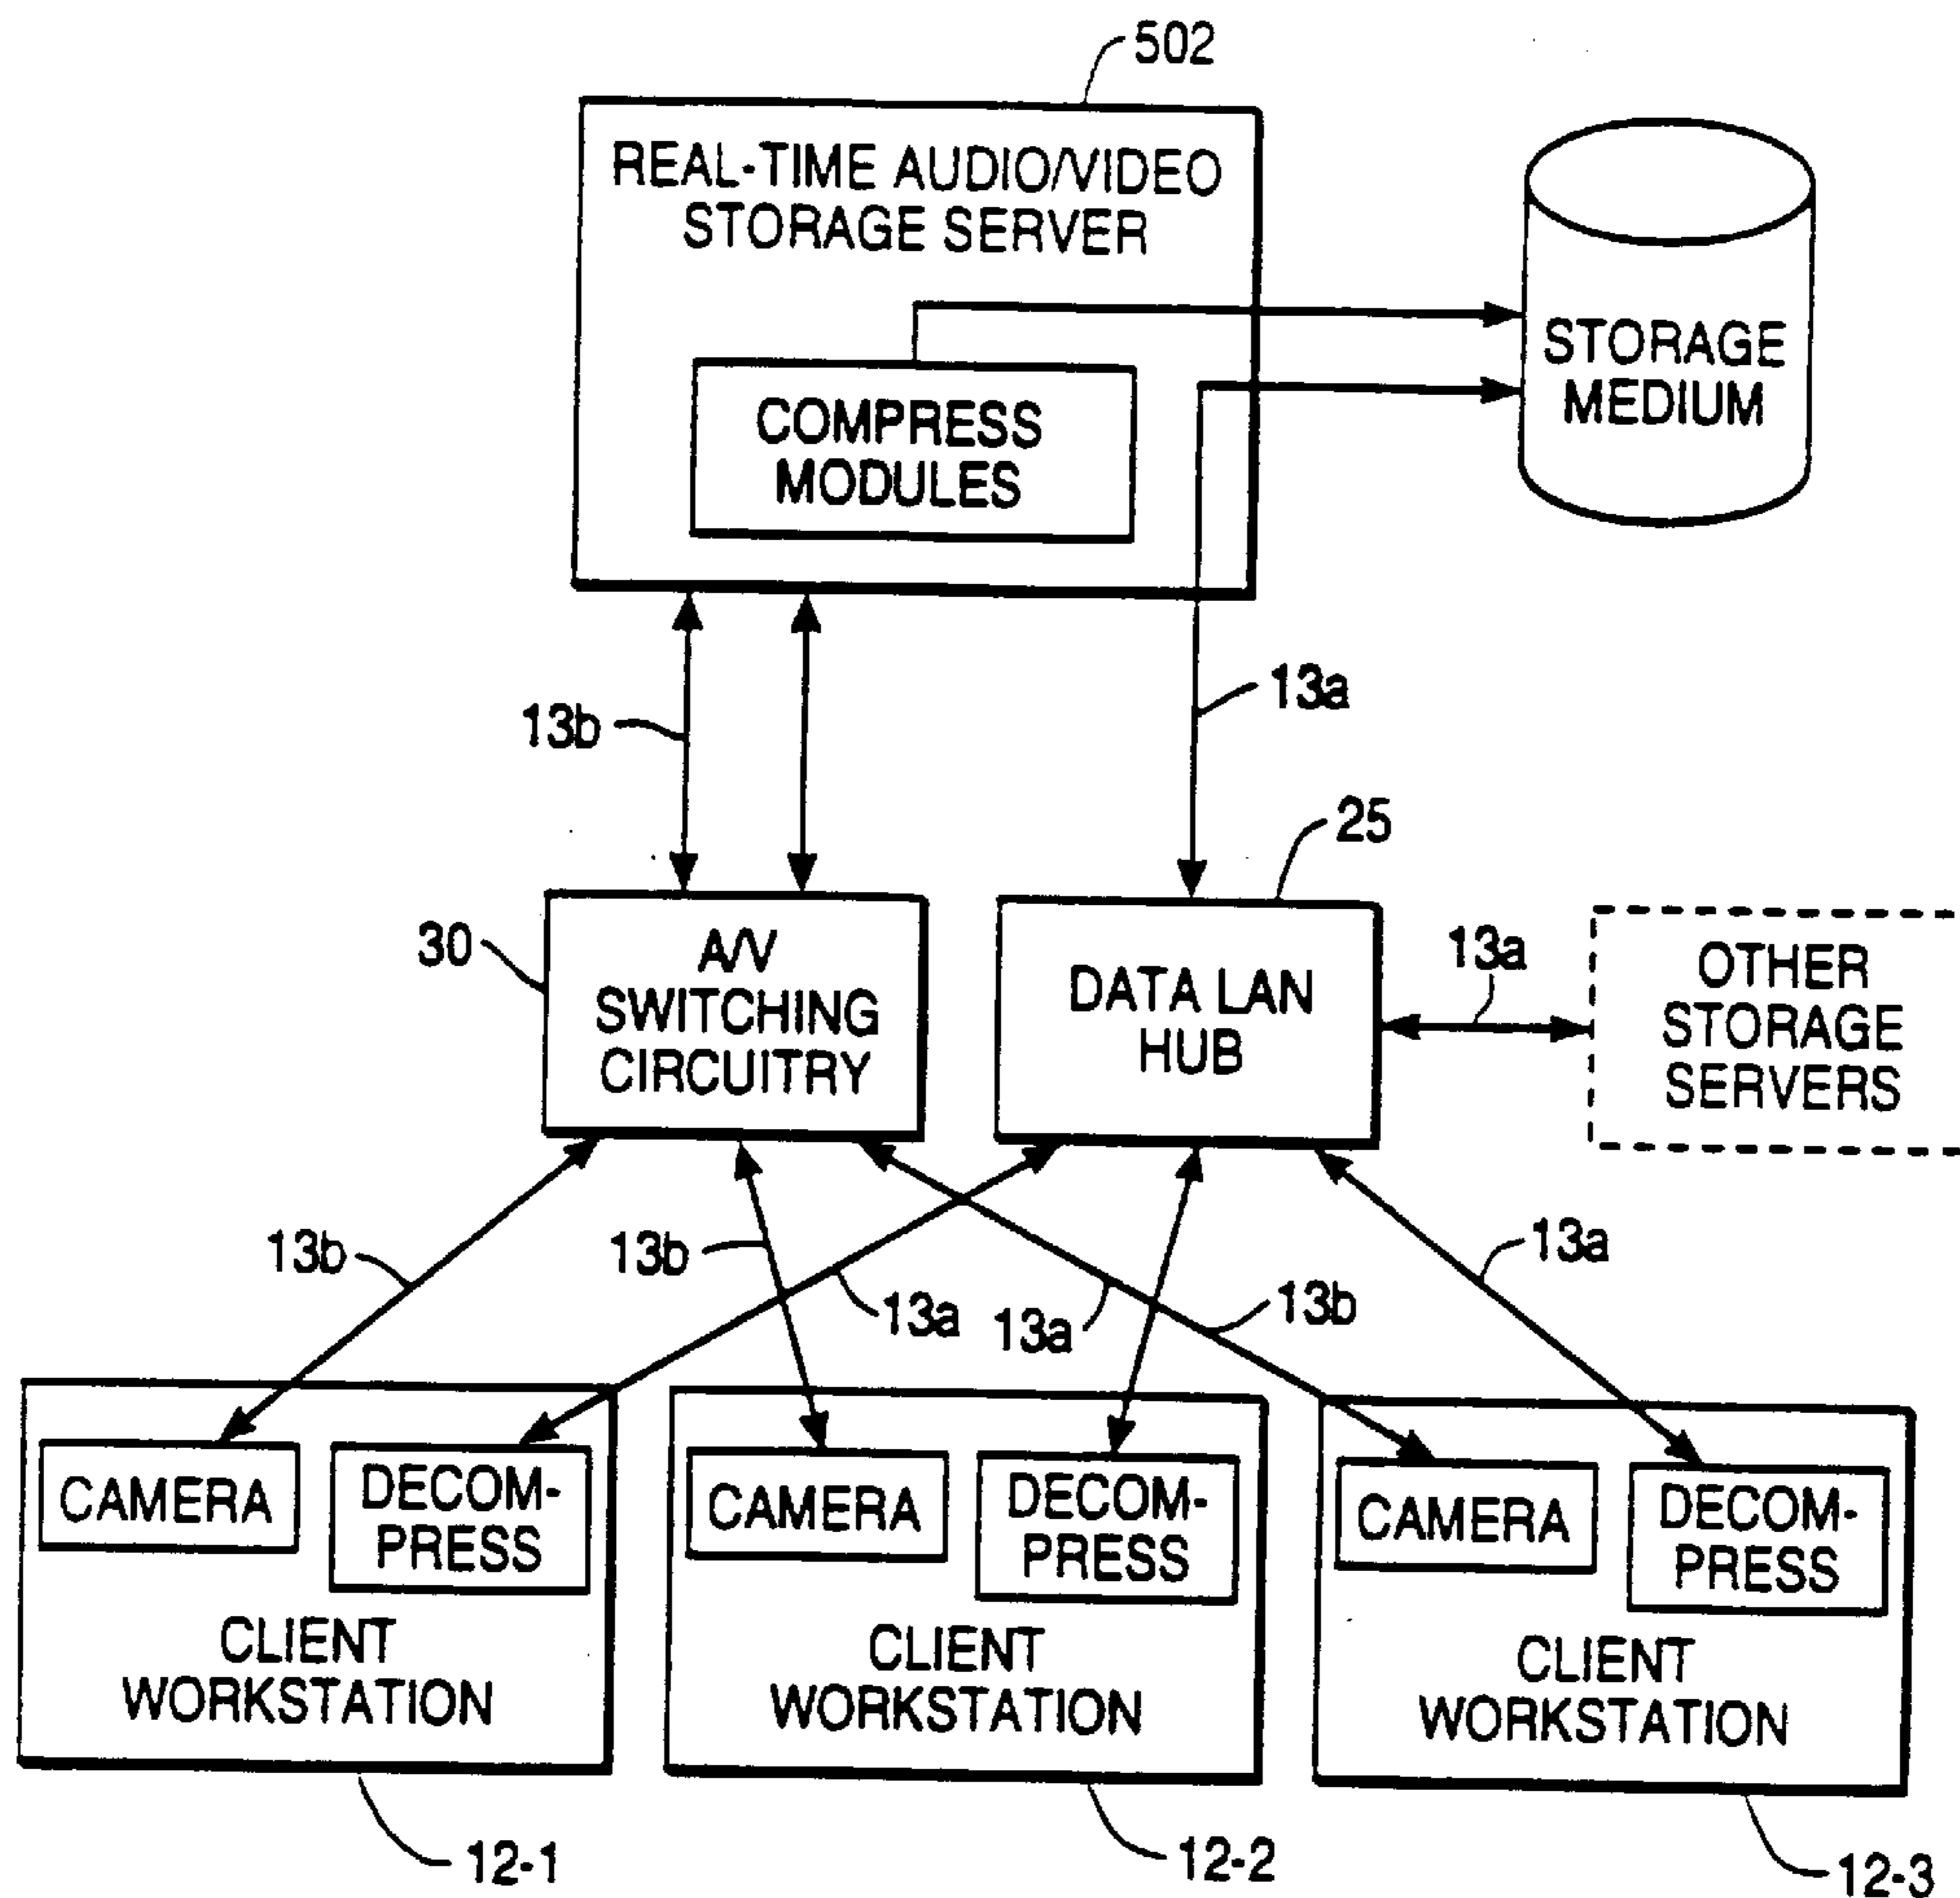 502
REAL-TIME AUDIO/VIDEO
STORAGE SERVER
COMPRESS
MODULES
STORAGE
MEDIUM
13b
13a
25
30
A/V
SWITCHING
CIRCUITRY
DATA LAN
HUB
13a
OTHER
STORAGE
SERVERS
13b
13b
13a
13a
13b
13a
CAMERA
DECOM-
PRESS
CLIENT
WORKSTATION
CAMERA
DECOM-
PRESS
CLIENT
WORKSTATION
CAMERA
DECOM-
PRESS
CLIENT
WORKSTATION
12-1
12-2
12-3